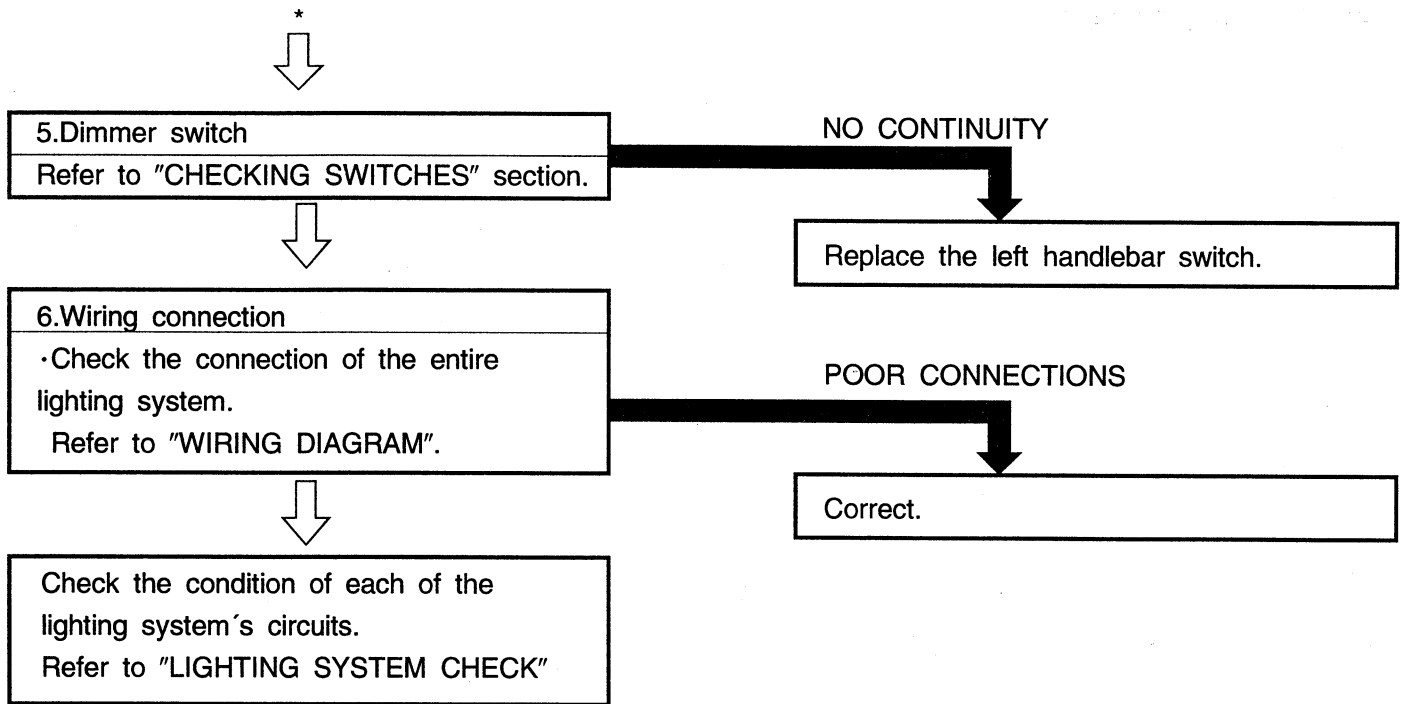 *
5.Dimmer switch
Refer to "CHECKING SWITCHES" section.
NO CONTINUITY
Replace the left handlebar switch.
6.Wiring connection
·Check the connection of the entire
lighting system.
Refer to "WIRING DIAGRAM".
POOR CONNECTIONS
Correct.
Check the condition of each of the
lighting system´s circuits.
Refer to "LIGHTING SYSTEM CHECK"